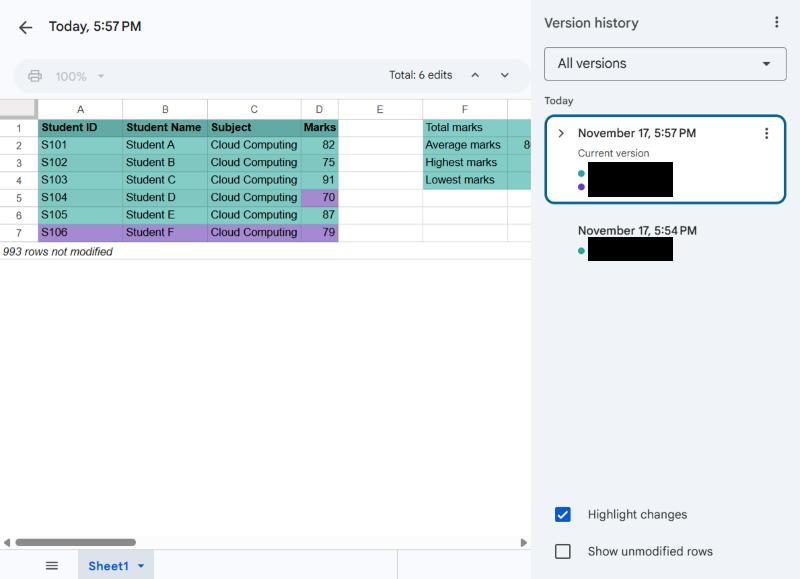 Today, 5:57 PM
100%
Total: 6 edits
A B C D E F
1 Student ID Student Name Subject Marks Total marks
2 S101 Student A Cloud Computing 82 Average marks
3 S102 Student B Cloud Computing 75 Highest marks
4 S103 Student C Cloud Computing 91 Lowest marks
5 S104 Student D Cloud Computing 70
6 S105 Student E Cloud Computing 87
7 S106 Student F Cloud Computing 79
993 rows not modified
Sheet1
Version history
All versions
Today
November 17, 5:57 PM
Current version
November 17, 5:54 PM
Highlight changes
Show unmodified rows